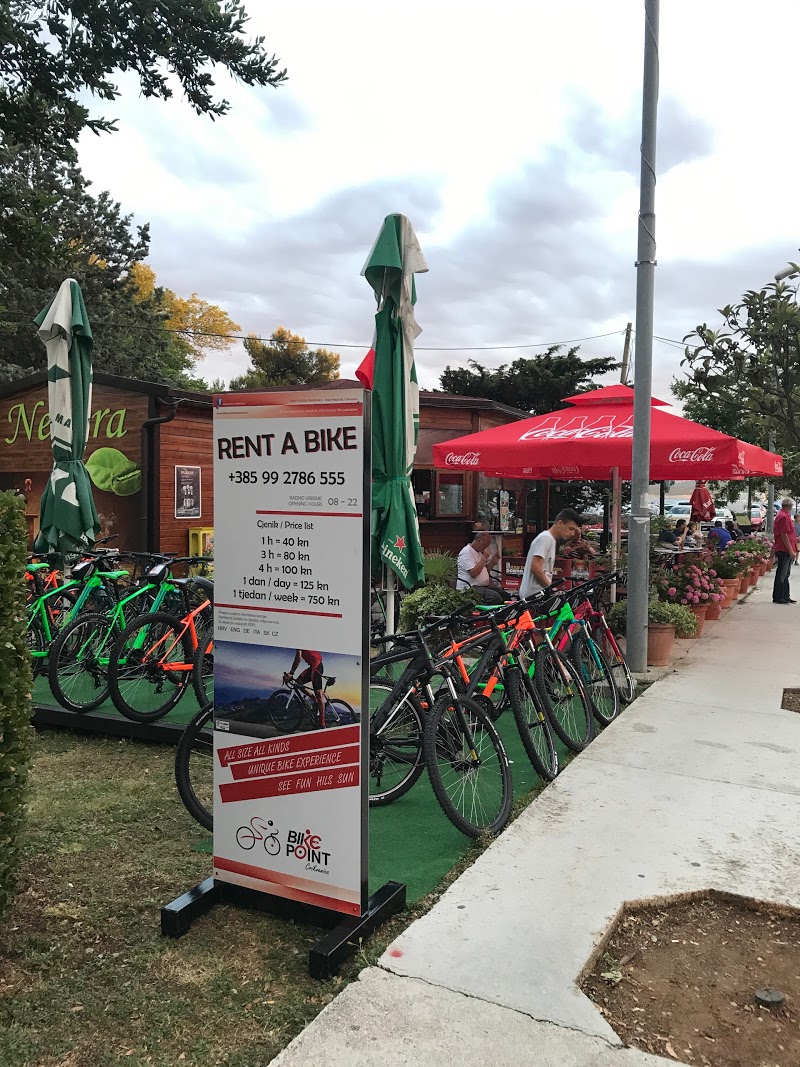 RENT A BIKE
+385 99 2786 555
RADNO VRIJEME
OPENING HOURS 08 - 22
Cjenik / Price list
1 h = 40 kn
3 h = 80 kn
4 h = 100 kn
1 dan / day = 125 kn
1 tjedan / week = 750 kn
HRV ENG DE ITA SK CZ
ALL SIZE ALL KINDS
UNIQUE BIKE EXPERIENCE
SEE FUN HILS SUN
BIKE
POINT
Crikvenica
Heineken
Coca-Cola
Coca-Cola
Coca-Cola